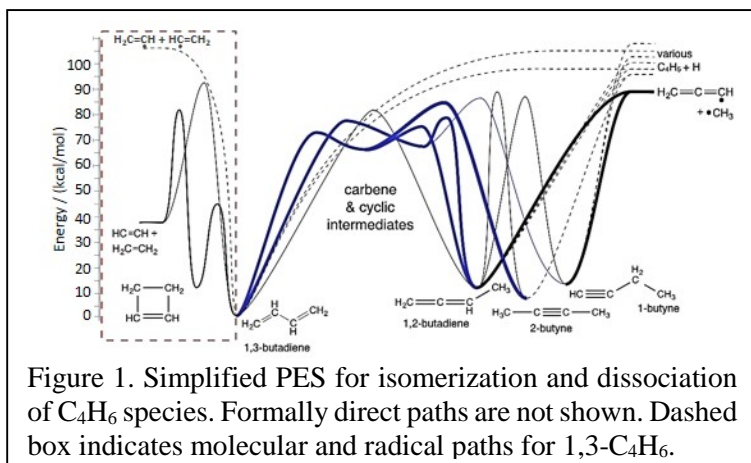 H₂C=CH + HC=CH₂
100
90
80
70
60
50
40
30
20
10
0
Energy / (kcal/mol)
HC≡CH +
H₂C=CH₂
CH₂
CH₂
HC
CH
H₂C
H
H
CH₂
1,3-butadiene
carbene
& cyclic
intermediates
H₂C
CH₃
H
1,2-butadiene
H₃C
CH₃
2-butyne
H₂
C
HC
CH₃
1-butyne
various
C₄H₅ + H
H₂C
CH
+ •CH₃
Figure 1. Simplified PES for isomerization and dissociation
of C₄H₆ species. Formally direct paths are not shown. Dashed
box indicates molecular and radical paths for 1,3-C₄H₆.